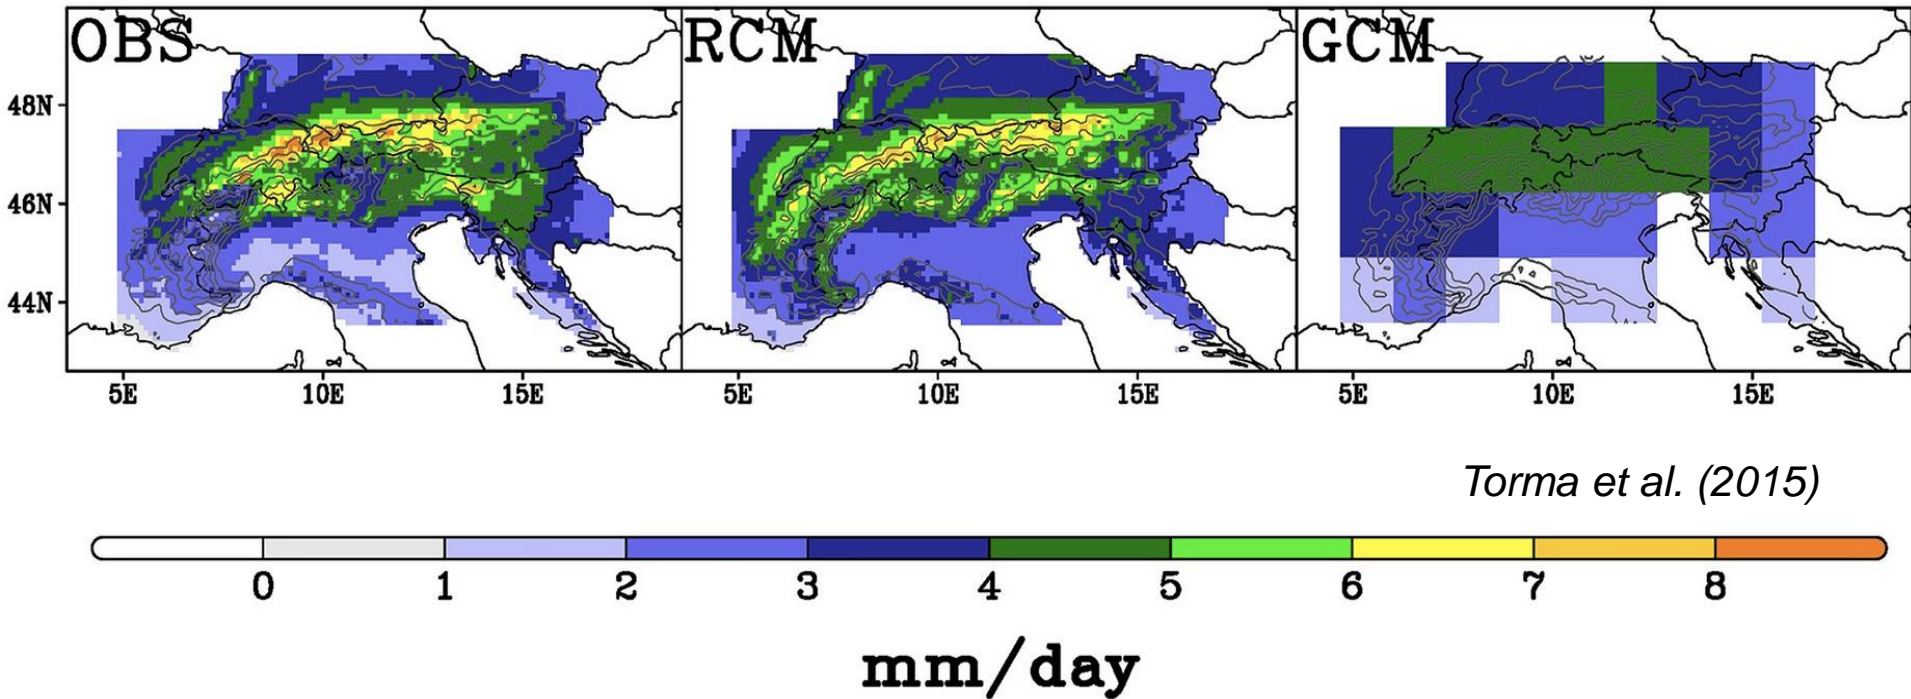 OBS RCM GCM
48N
46N
44N
5E 10E 15E 5E 10E 15E 5E 10E 15E
Torma et al. (2015)
0 1 2 3 4 5 6 7 8
mm/day